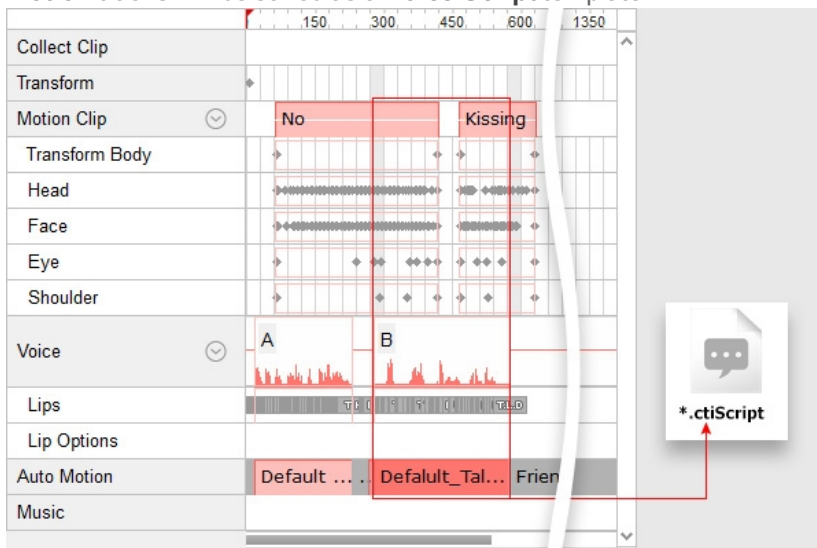 150 300 450 600 1350
Collect Clip
Transform
Motion Clip No Kissing
Transform Body
Head
Face
Eye
Shoulder
Voice A B
Lips
Lip Options
Auto Motion Default ... .. Defalult_Tal... Frien
Music
*.ctiScript